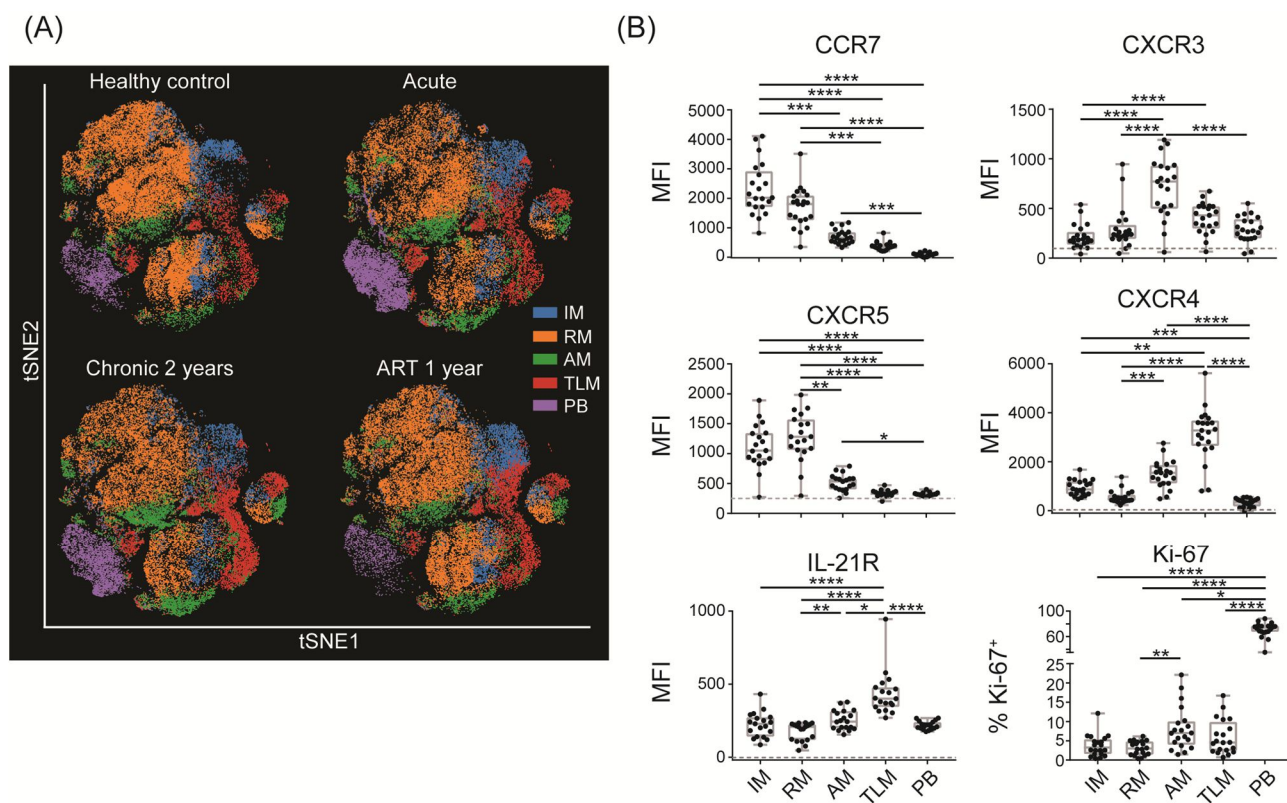 (A)
Healthy control
Acute
Chronic 2 years
ART 1 year
IM
RM
AM
TLM
PB
tSNE2
tSNE1
(B)
CCR7
****
****
***
****
***
***
MFI
5000
4000
3000
2000
1000
0
CXCR3
****
****
**** ****
MFI
1500
1000
500
0
CXCR5
****
****
****
****
**
*
MFI
2500
2000
1500
1000
500
0
CXCR4
****
***
**
**** ****
***
MFI
6000
4000
2000
0
IL-21R
****
****
** * ****
MFI
1000
500
0
IM RM AM TLM PB
Ki-67
****
****
*
****
**
% Ki-67+
100
60
25
20
15
10
5
0
IM RM AM TLM PB